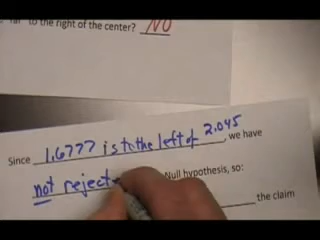 "far" to the right of the center? NO
Since 1.6777 is to the left of 2.045, we have
not reject Null hypothesis, so:
the claim